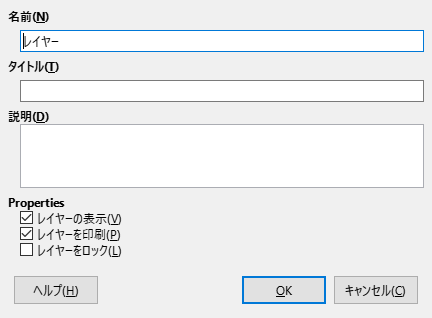 名前(N)
レイヤー
タイトル(T)
説明(D)
Properties
レイヤーの表示(V)
レイヤーを印刷(P)
レイヤーをロック(L)
ヘルプ(H)
OK
キャンセル(C)